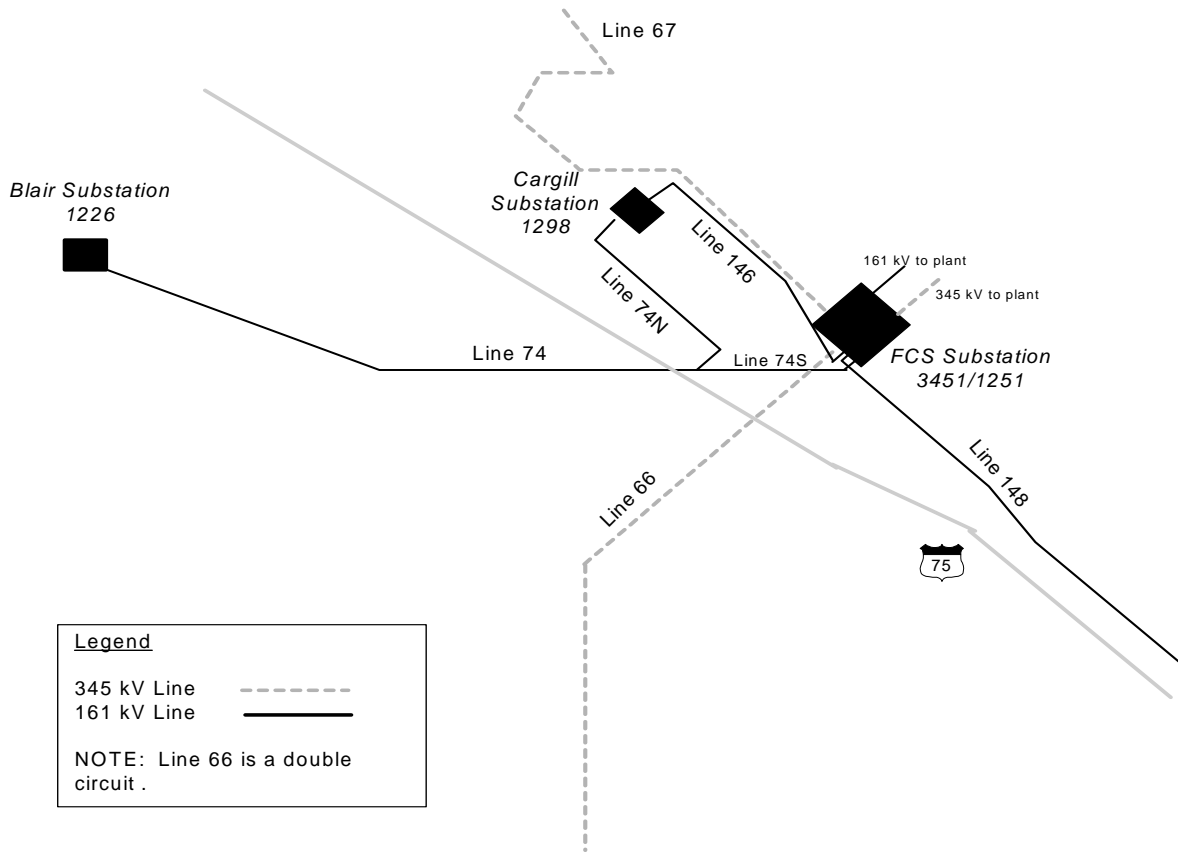 Line 67
Blair Substation
1226
Cargill
Substation
1298
Line 146
161 kV to plant
345 kV to plant
Line 74N
Line 74
Line 74S
FCS Substation
3451/1251
Line 66
Line 148
75
Legend
345 kV Line
161 kV Line
NOTE: Line 66 is a double
circuit .